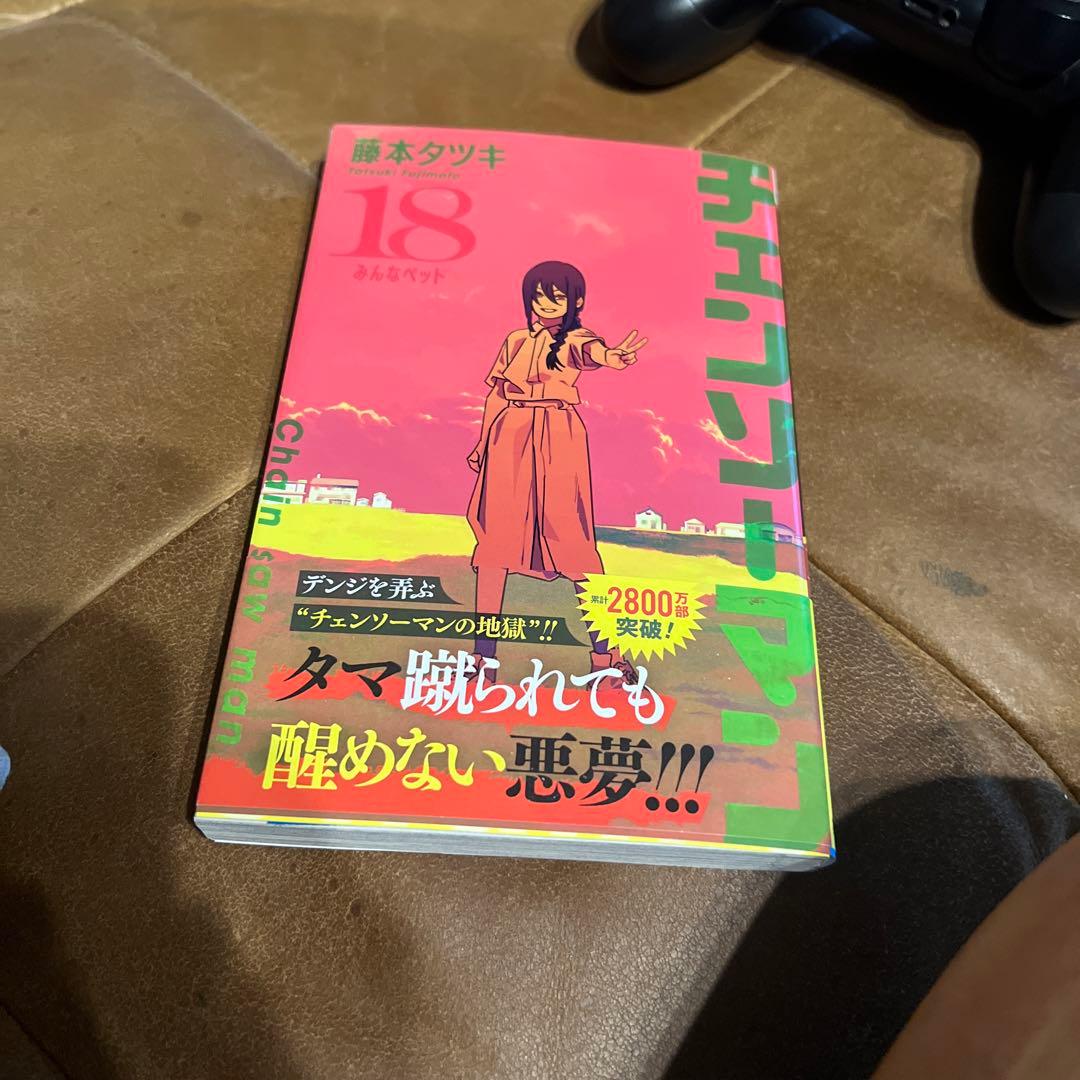 藤本タツキ
Tatsuki Fujimoto
18
みんなペット
チェンソーマン
Chain saw man
デンジを弄ぶ
“チェンソーマンの地獄”!!
累計2800万部
突破!
タマ蹴られても
醒めない悪夢!!!